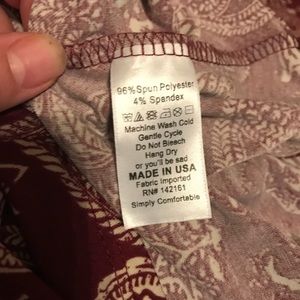 96% Spun Polyester
4% Spandex
Machine Wash Cold
Gentle Cycle
Do Not Bleach
Hang Dry
or you'll be sad
MADE IN USA
Fabric Imported
RN# 142161
Simply Comfortable